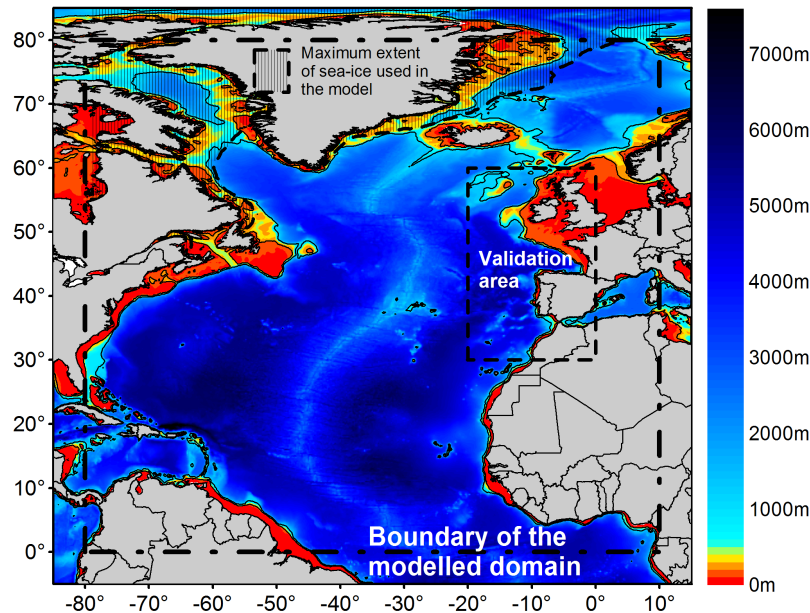 Maximum extent
of sea-ice used in
the model
Validation
area
Boundary of the
modelled domain
80°
70°
60°
50°
40°
30°
20°
10°
0°
-80° -70° -60° -50° -40° -30° -20° -10° 0° 10°
7000m
6000m
5000m
4000m
3000m
2000m
1000m
0m